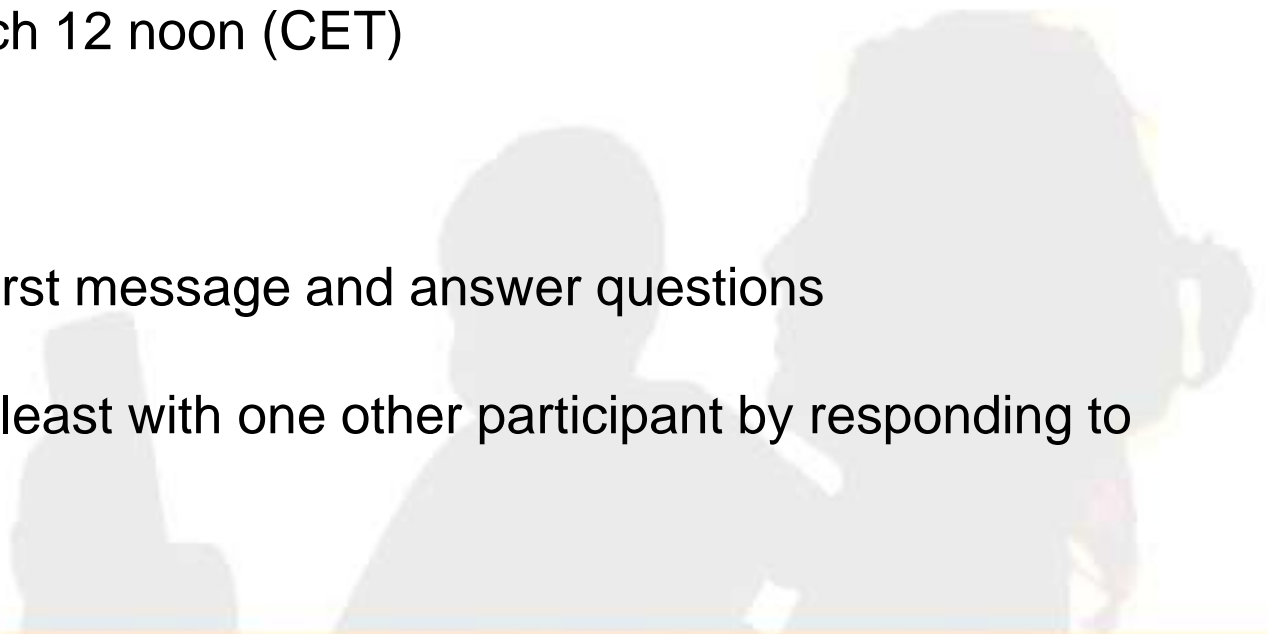 ch 12 noon (CET)
rst message and answer questions
least with one other participant by responding to